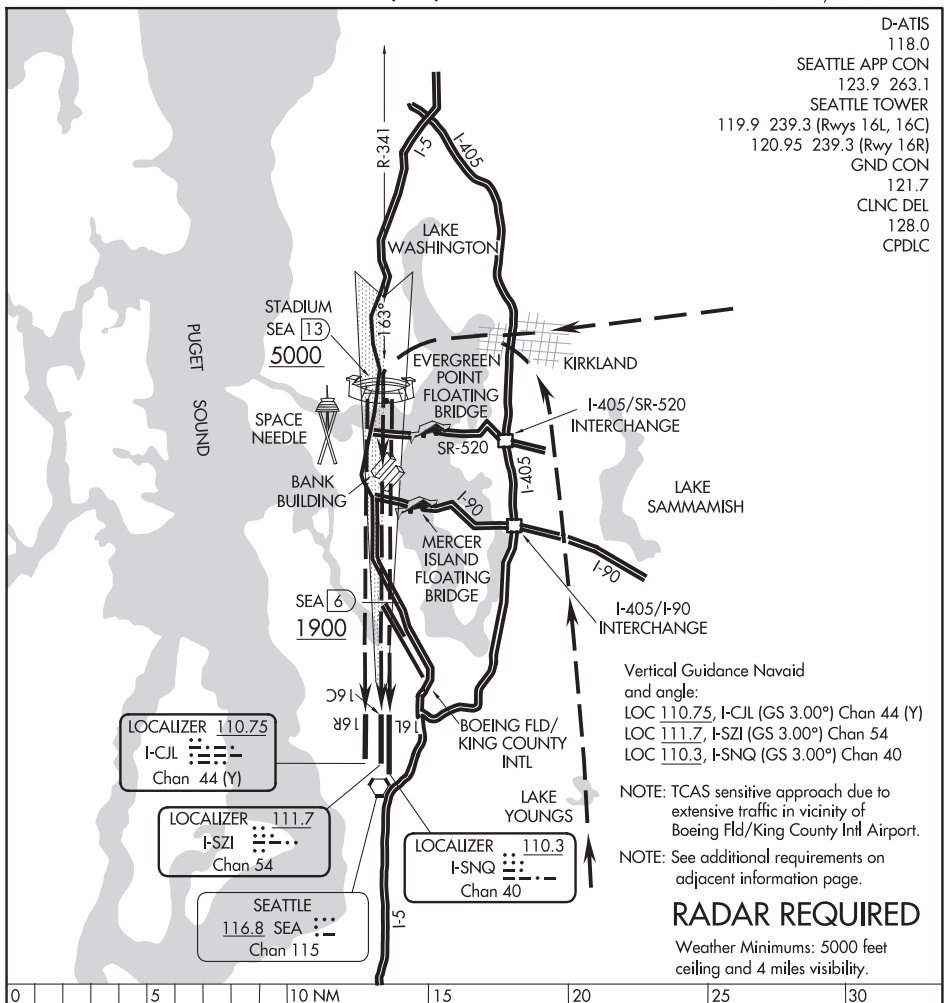 D-ATIS
118.0
SEATTLE APP CON
123.9 263.1
SEATTLE TOWER
119.9 239.3 (Rwys 16L, 16C)
120.95 239.3 (Rwy 16R)
GND CON
121.7
CLNC DEL
128.0
CPDLC
R-341
I-5
I-405
LAKE
WASHINGTON
STADIUM
SEA 13
5000
163°
PUGET
SOUND
KIRKLAND
EVERGREEN
POINT
FLOATING
BRIDGE
SPACE
NEEDLE
I-405/SR-520
INTERCHANGE
SR-520
I-405
BANK
BUILDING
I-90
LAKE
SAMMAMISH
MERCER
ISLAND
FLOATING
BRIDGE
I-90
SEA 6
1900
I-405/I-90
INTERCHANGE
Vertical Guidance Navaid
and angle:
LOC 110.75, I-CJL (GS 3.00°) Chan 44 (Y)
LOC 111.7, I-SZI (GS 3.00°) Chan 54
LOC 110.3, I-SNQ (GS 3.00°) Chan 40
16C
16R
16L
BOEING FLD/
KING COUNTY
INTL
LOCALIZER 110.75
I-CJL
Chan 44 (Y)
LAKE
YOUNGS
NOTE: TCAS sensitive approach due to
extensive traffic in vicinity of
Boeing Fld/King County Intl Airport.
LOCALIZER 111.7
I-SZI
Chan 54
LOCALIZER 110.3
I-SNQ
Chan 40
NOTE: See additional requirements on
adjacent information page.
SEATTLE
116.8 SEA
Chan 115
I-5
RADAR REQUIRED
Weather Minimums: 5000 feet
ceiling and 4 miles visibility.
0 5 10 NM 15 20 25 30